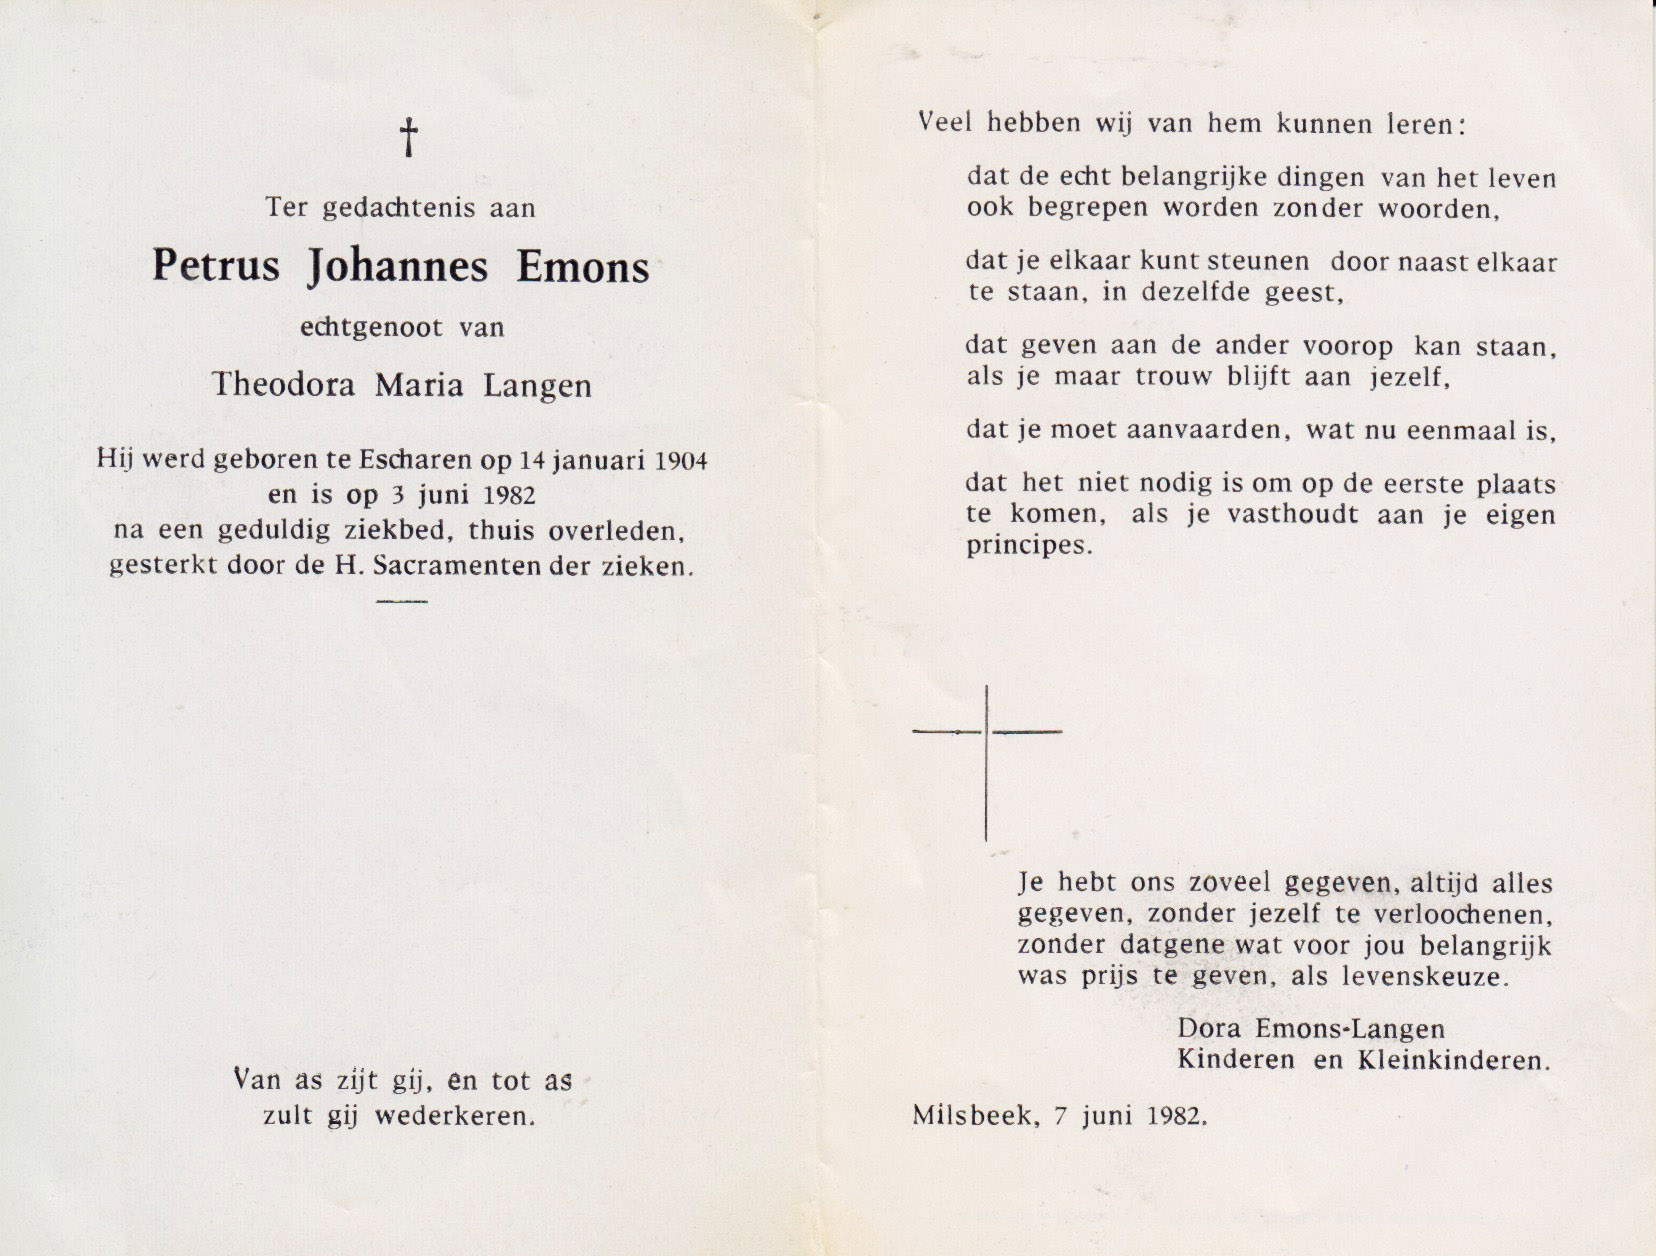 Ter gedachtenis aan
Petrus Johannes Emons
echtgenoot van
Theodora Maria Langen
Hij werd geboren te Escharen op 14 januari 1904
en is op 3 juni 1982
na een geduldig ziekbed, thuis overleden,
gesterkt door de H. Sacramenten der zieken.
Van as zijt gij, en tot as
zult gij wederkeren.
Veel hebben wij van hem kunnen leren:
dat de echt belangrijke dingen van het leven
ook begrepen worden zonder woorden,
dat je elkaar kunt steunen door naast elkaar
te staan, in dezelfde geest,
dat geven aan de ander voorop kan staan,
als je maar trouw blijft aan jezelf,
dat je moet aanvaarden, wat nu eenmaal is,
dat het niet nodig is om op de eerste plaats
te komen, als je vasthoudt aan je eigen
principes.
Je hebt ons zoveel gegeven, altijd alles
gegeven, zonder jezelf te verloochenen,
zonder datgene wat voor jou belangrijk
was prijs te geven, als levenskeuze.
Dora Emons-Langen
Kinderen en Kleinkinderen.
Milsbeek, 7 juni 1982.